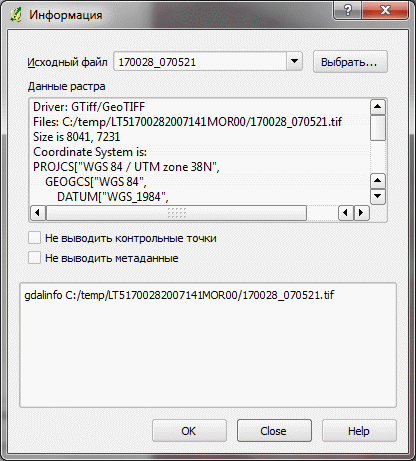 Информация
Исходный файл 170028_070521 Выбрать...
Данные растра
Driver: GTiff/GeoTIFF
Files: C:/temp/LT51700282007141MOR00/170028_070521.tif
Size is 8041, 7231
Coordinate System is:
PROJCS["WGS 84 / UTM zone 38N",
GEOGCS["WGS 84",
DATUM["WGS_1984",
Не выводить контрольные точки
Не выводить метаданные
gdalinfo C:/temp/LT51700282007141MOR00/170028_070521.tif
OK Close Help